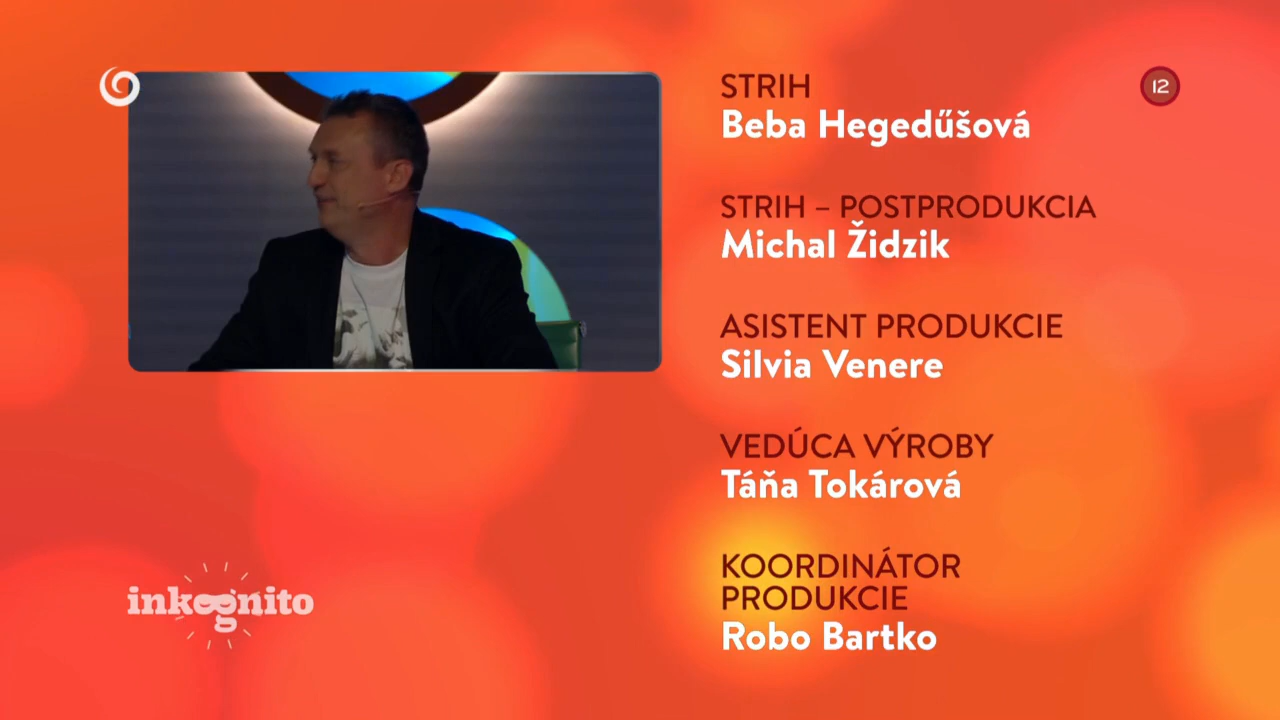 STRIH
Beba Hegedűšová
12
STRIH – POSTPRODUKCIA
Michal Židzik
ASISTENT PRODUKCIE
Silvia Venere
VEDÚCA VÝROBY
Táňa Tokárová
KOORDINÁTOR
PRODUKCIE
Robo Bartko
inkognito